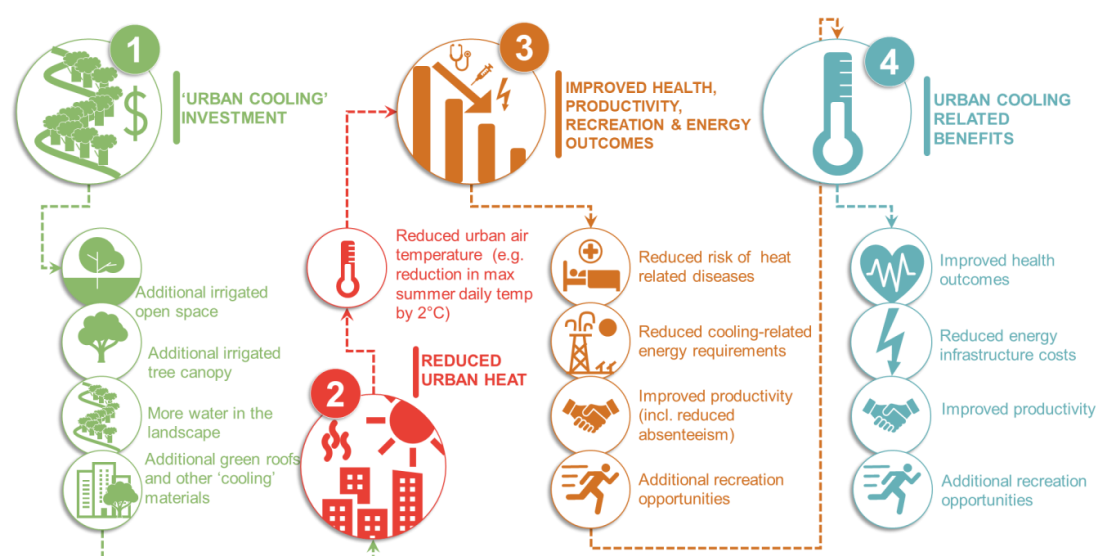 1
‘URBAN COOLING’
INVESTMENT
$
Additional irrigated
open space
Additional irrigated
tree canopy
More water in the
landscape
Additional green roofs
and other ‘cooling’
materials
2
REDUCED
URBAN HEAT
Reduced urban air
temperature (e.g.
reduction in max
summer daily temp
by 2°C)
3
IMPROVED HEALTH,
PRODUCTIVITY,
RECREATION & ENERGY
OUTCOMES
Reduced risk of heat
related diseases
Reduced cooling-related
energy requirements
Improved productivity
(incl. reduced
absenteeism)
Additional recreation
opportunities
4
URBAN COOLING
RELATED
BENEFITS
Improved health
outcomes
Reduced energy
infrastructure costs
Improved productivity
Additional recreation
opportunities